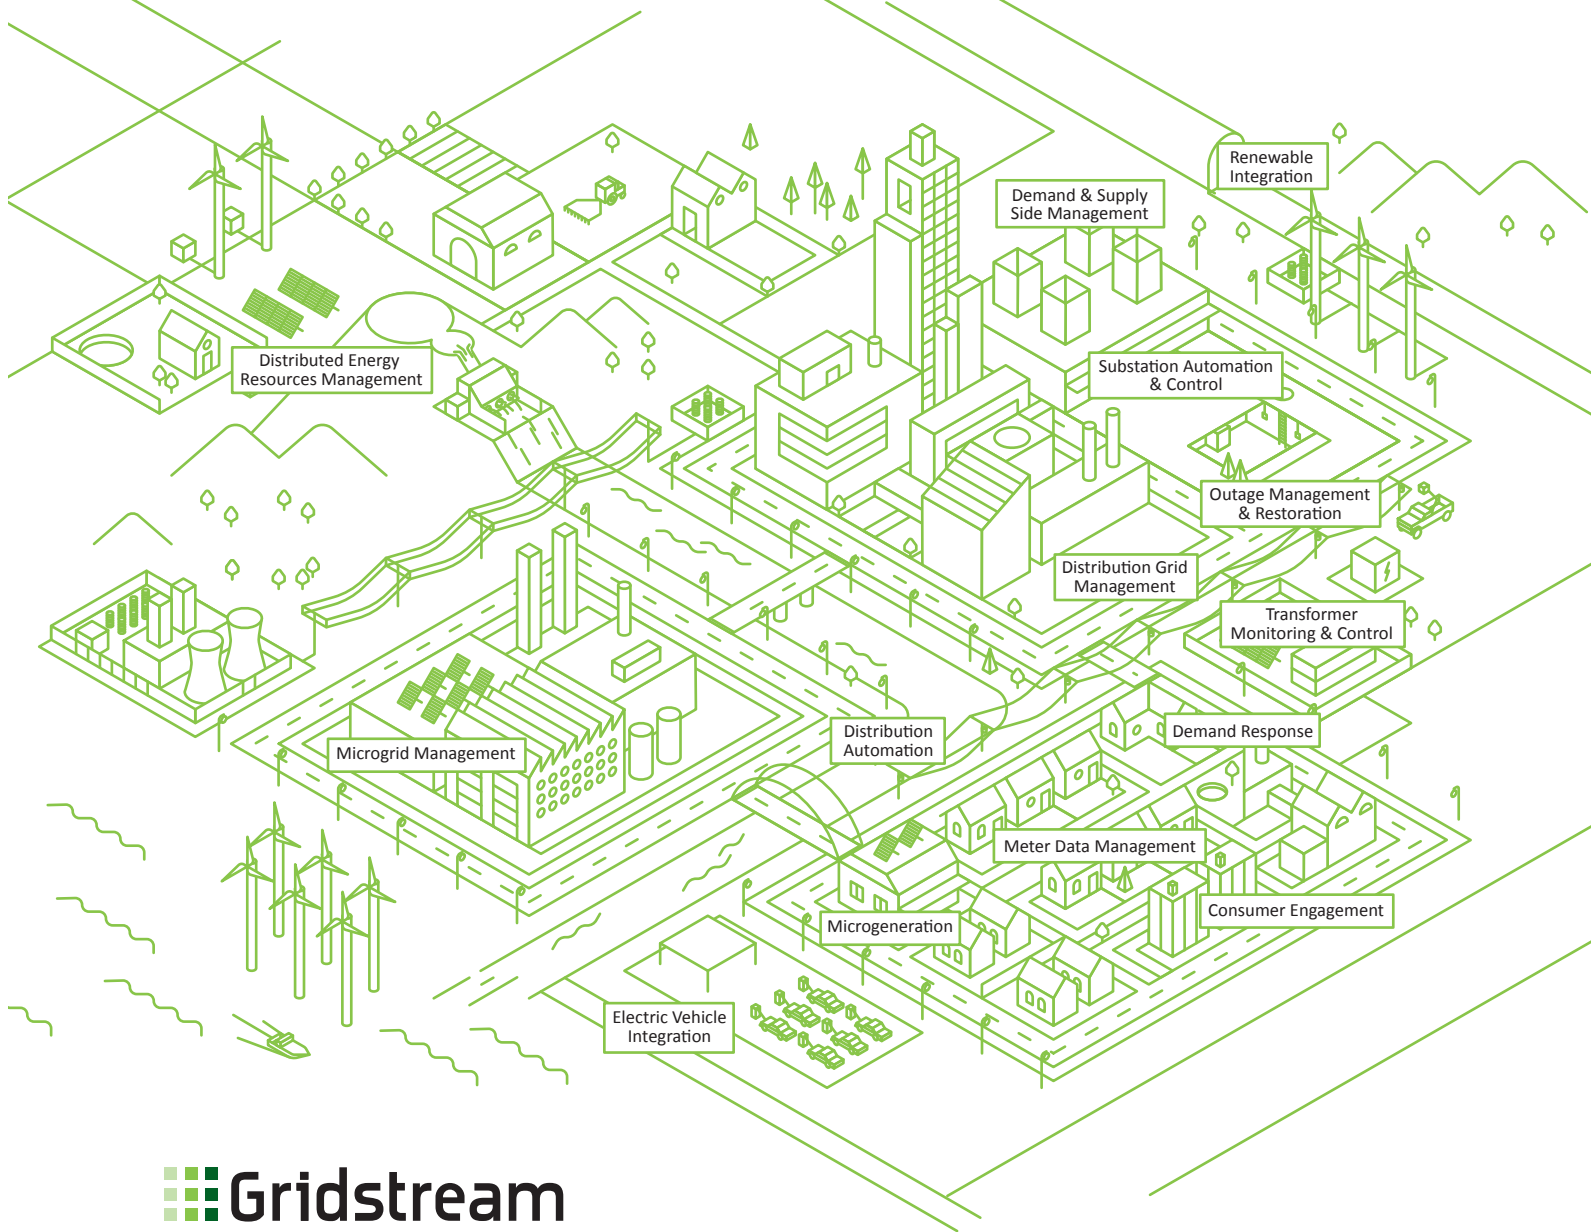 Renewable
Integration
Demand & Supply
Side Management
Distributed Energy
Resources Management
Substation Automation
& Control
Outage Management
& Restoration
Distribution Grid
Management
Transformer
Monitoring & Control
Distribution
Automation
Demand Response
Microgrid Management
Meter Data Management
Consumer Engagement
Microgeneration
Electric Vehicle
Integration
Gridstream